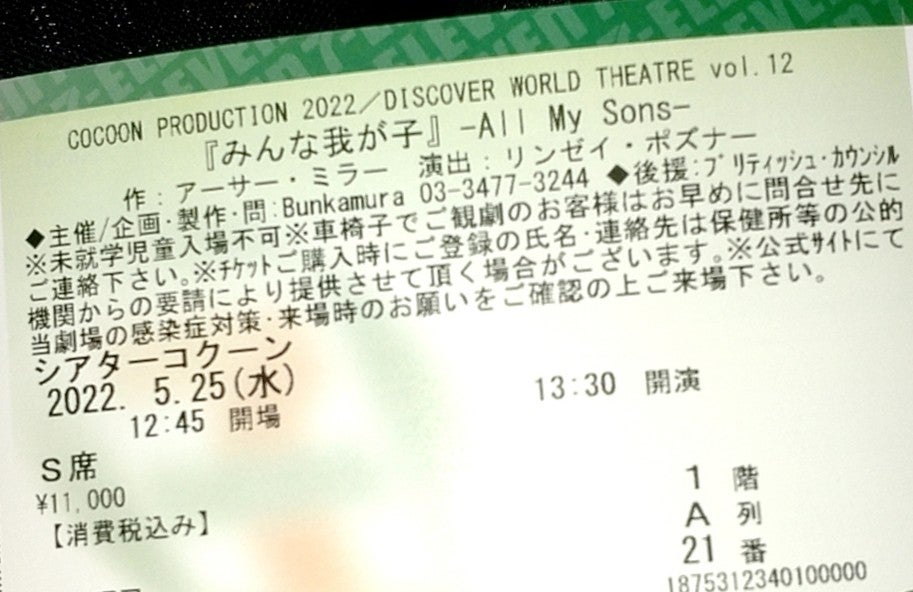 7-ELEVEN 7-ELEVEN
COCOON PRODUCTION 2022／DISCOVER WORLD THEATRE vol.12
『みんな我が子』-All My Sons-
作：アーサー・ミラー　演出：リンゼイ・ポズナー
◆主催/企画・製作・問:Bunkamura 03-3477-3244 ◆後援:ﾌﾞﾘティッシュ・カウンシル
※未就学児童入場不可※車椅子でご観劇のお客様はお早めに問合せ先に
ご連絡下さい。※ﾁｹｯﾄご購入時にご登録の氏名・連絡先は保健所等の公的
機関からの要請により提供させて頂く場合がございます。※公式ｻｲﾄにて
当劇場の感染症対策・来場時のお願いをご確認の上ご来場下さい。
シアターコクーン
2022. 5.25(水)
13:30 開演
12:45 開場
S席
¥11,000
【消費税込み】
1 階
A 列
21 番
1875312340100000